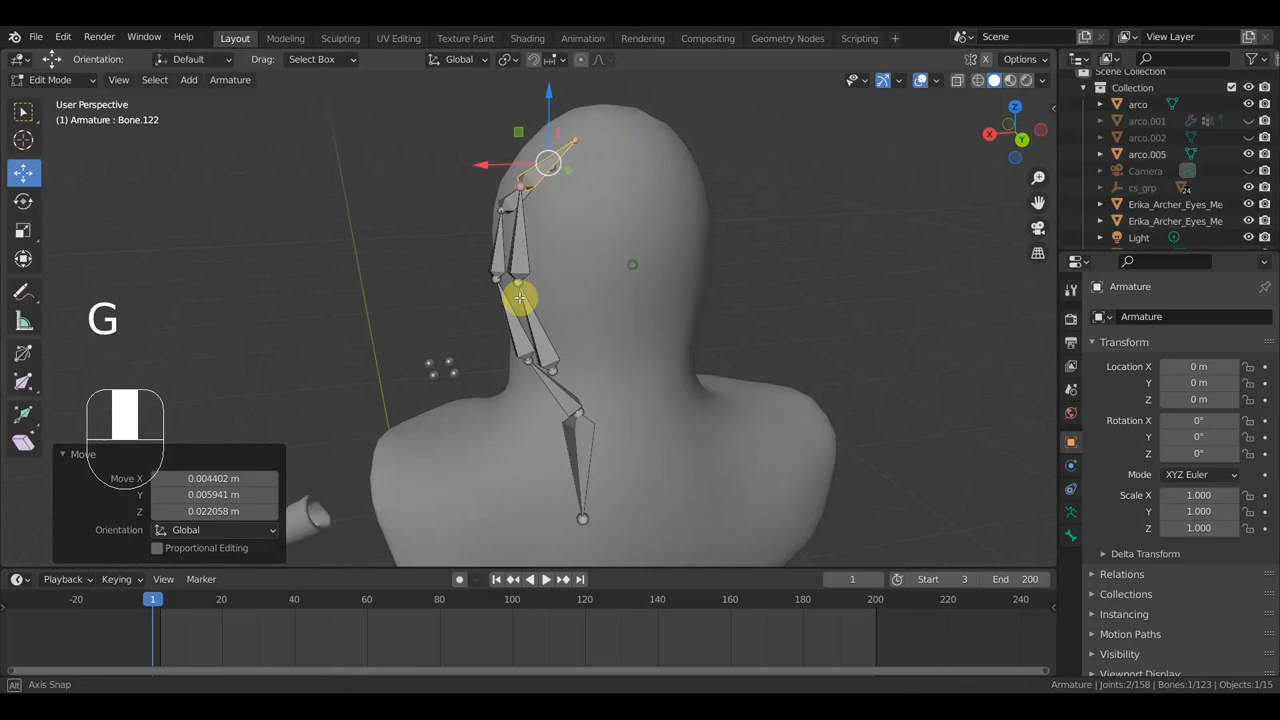 File Edit Render Window Help Layout Modeling Sculpting UV Editing Texture Paint Shading Animation Rendering Compositing Geometry Nodes Scripting + Scene View Layer
Orientation: Default Drag: Select Box Global X Options
Edit Mode View Select Add Armature
User Perspective
(1) Armature : Bone.122
Z
X
Y
Scene Collection
Collection
arco
arco.001
arco.002
arco.005
Camera
cs_grp 24
Erika_Archer_Eyes_Me
Erika_Archer_Eyes_Me
Light
G
Move
Move X 0.004402 m
Y 0.005941 m
Z 0.022058 m
Orientation Global
Proportional Editing
Armature
Armature
Transform
Location X 0 m
Y 0 m
Z 0 m
Rotation X 0°
Y 0°
Z 0°
Mode XYZ Euler
Scale X 1.000
Y 1.000
Z 1.000
Delta Transform
Relations
Collections
Instancing
Motion Paths
Visibility
Viewport Display
Playback Keying View Marker 1 Start 3 End 200
-20 1 20 40 60 80 100 120 140 160 180 200 220 240
Alt Axis Snap Armature | Joints:2/158 | Bones:1/123 | Objects:1/15